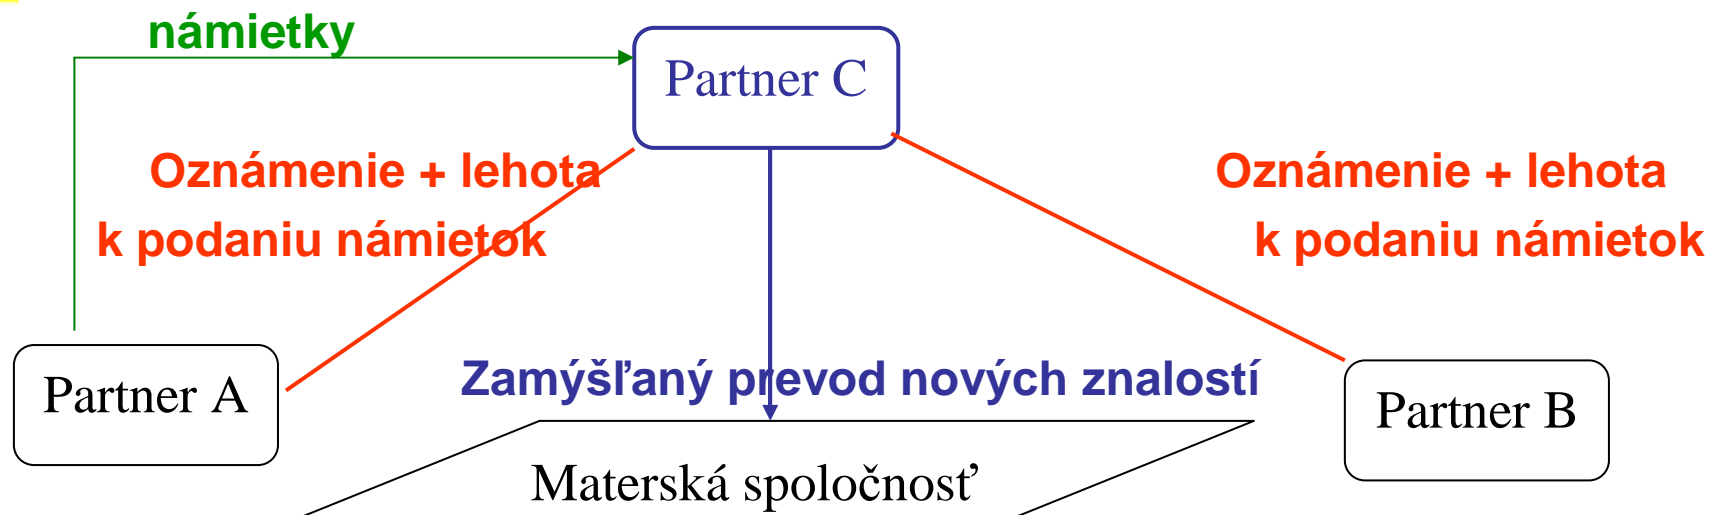 námietky
Partner C
Oznámenie + lehota
k podaniu námietok
Oznámenie + lehota
k podaniu námietok
Partner A
Zamýšľaný prevod nových znalostí
Partner B
Materská spoločnosť